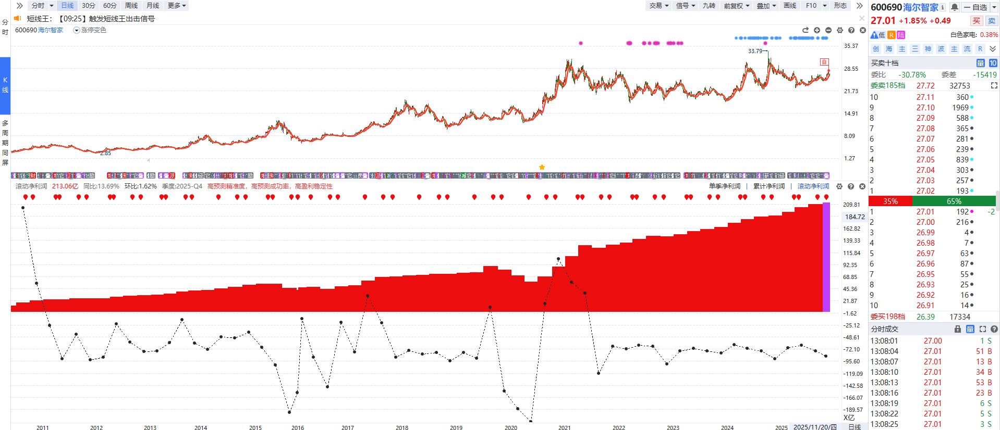 分时 日线 30分 60分 周线 月线 更多 交易 信号 九转 前复权 叠加 画线 F10 形态
短线王：【09:25】触发短线王出击信号
600690 海尔智家 涨停变色
分时
K线
多周期同屏
33.79
2.85
自
35.37
28.55
21.73
14.91
8.09
1.27
滚动净利润 213.06亿 同比:13.69% 环比:1.62% 季度:2025-Q4 高预测精准度，高预测成功率，高盈利稳定性
单季净利润 | 累计净利润 | 滚动净利润
209.81
184.72
162.82
139.33
115.84
92.35
68.85
45.36
21.87
-1.62
-25.12
-48.61
-72.10
-95.60
-119.09
-142.58
-166.07
-189.57
X亿
2011 2012 2013 2014 2015 2016 2017 2018 2019 2020 2021 2022 2023 2024 2025 2025/11/20/四 日线
600690 海尔智家 自选
27.01 +1.85% +0.49 买 卖
低 R 陆 白色家电: 0.38%
创 海 主 三 神 波 主 流 R
买卖十档 量 10
委比 -30.78% 委差 -15419
委卖185档 27.72 32753
10 27.11 360
9 27.10 1969
8 27.09 588
7 27.08 365
6 27.07 281
5 27.06 239
4 27.05 839
3 27.04 303
2 27.03 257
1 27.02 193
35% 65%
1 27.01 192 -2
2 27.00 216
3 26.99 4
4 26.98 7
5 26.97 63
6 26.96 87
7 26.95 55
8 26.93 25
9 26.92 16
10 26.91 14
委买198档 26.39 17334
分时成交 量
13:08:01 27.00 1 S
13:08:04 27.01 51 B
13:08:07 27.01 13 B
13:08:10 27.01 34 B
13:08:13 27.01 53 B
13:08:16 27.01 23 B
13:08:19 27.01 6 S
13:08:22 27.01 5 S
13:08:25 27.01 3 S